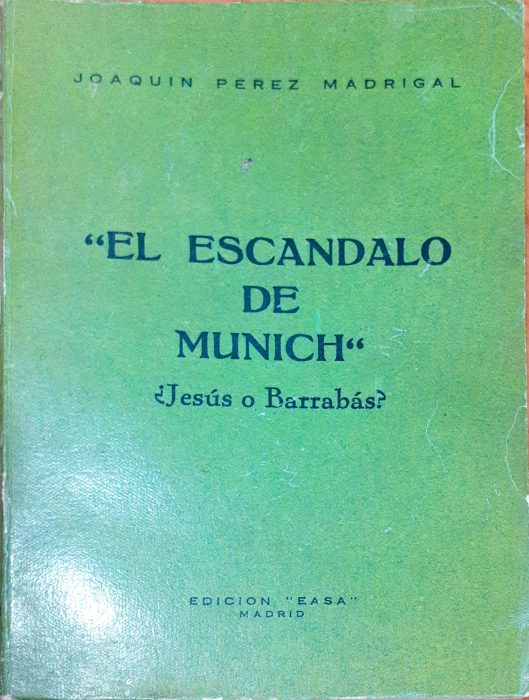 JOAQUIN PEREZ MADRIGAL
“EL ESCANDALO
DE
MUNICH“
¿Jesús o Barrabás?
EDICION "EASA"
MADRID